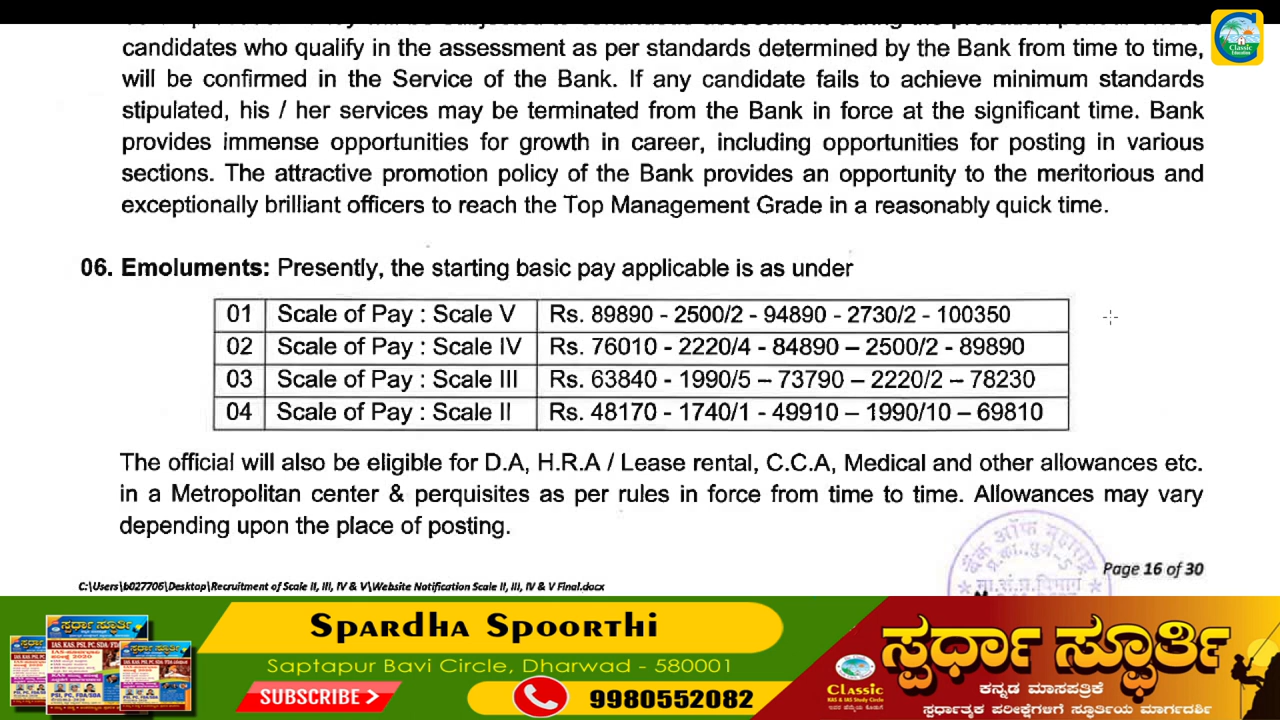 candidates who qualify in the assessment as per standards determined by the Bank from time to time,
will be confirmed in the Service of the Bank. If any candidate fails to achieve minimum standards
stipulated, his / her services may be terminated from the Bank in force at the significant time. Bank
provides immense opportunities for growth in career, including opportunities for posting in various
sections. The attractive promotion policy of the Bank provides an opportunity to the meritorious and
exceptionally brilliant officers to reach the Top Management Grade in a reasonably quick time.
06. Emoluments: Presently, the starting basic pay applicable is as under
01 Scale of Pay : Scale V Rs. 89890 - 2500/2 - 94890 - 2730/2 - 100350
02 Scale of Pay : Scale IV Rs. 76010 - 2220/4 - 84890 – 2500/2 - 89890
03 Scale of Pay : Scale III Rs. 63840 - 1990/5 – 73790 – 2220/2 – 78230
04 Scale of Pay : Scale II Rs. 48170 - 1740/1 - 49910 – 1990/10 – 69810
The official will also be eligible for D.A, H.R.A / Lease rental, C.C.A, Medical and other allowances etc.
in a Metropolitan center & perquisites as per rules in force from time to time. Allowances may vary
depending upon the place of posting.
Page 16 of 30
C:\Users\b027706\Desktop\Recruitment of Scale II, III, IV & V\Website Notification Scale II, III, IV & V Final.docx
Classic
Education
Spardha Spoorthi
Saptapur Bavi Circle Dharwad - 580001
SUBSCRIBE >
9980552082
Classic
KAS & IAS Study Circle
ಸ್ಪರ್ಧಾ ಸ್ಫೂರ್ತಿ
ಕನ್ನಡ ಮಾಸಪತ್ರಿಕೆ
ಸ್ಪರ್ಧಾತ್ಮಕ ಪರೀಕ್ಷೆಗಳಿಗೆ ಸ್ಫೂರ್ತಿಯ ಮಾರ್ಗದರ್ಶಿ